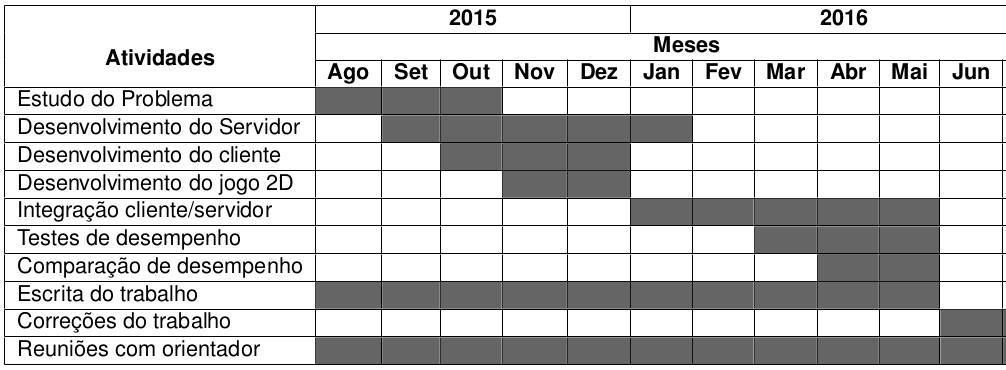 2015 2016
Meses
Atividades
Ago Set Out Nov Dez Jan Fev Mar Abr Mai Jun
Estudo do Problema
Desenvolvimento do Servidor
Desenvolvimento do cliente
Desenvolvimento do jogo 2D
Integração cliente/servidor
Testes de desempenho
Comparação de desempenho
Escrita do trabalho
Correções do trabalho
Reuniões com orientador